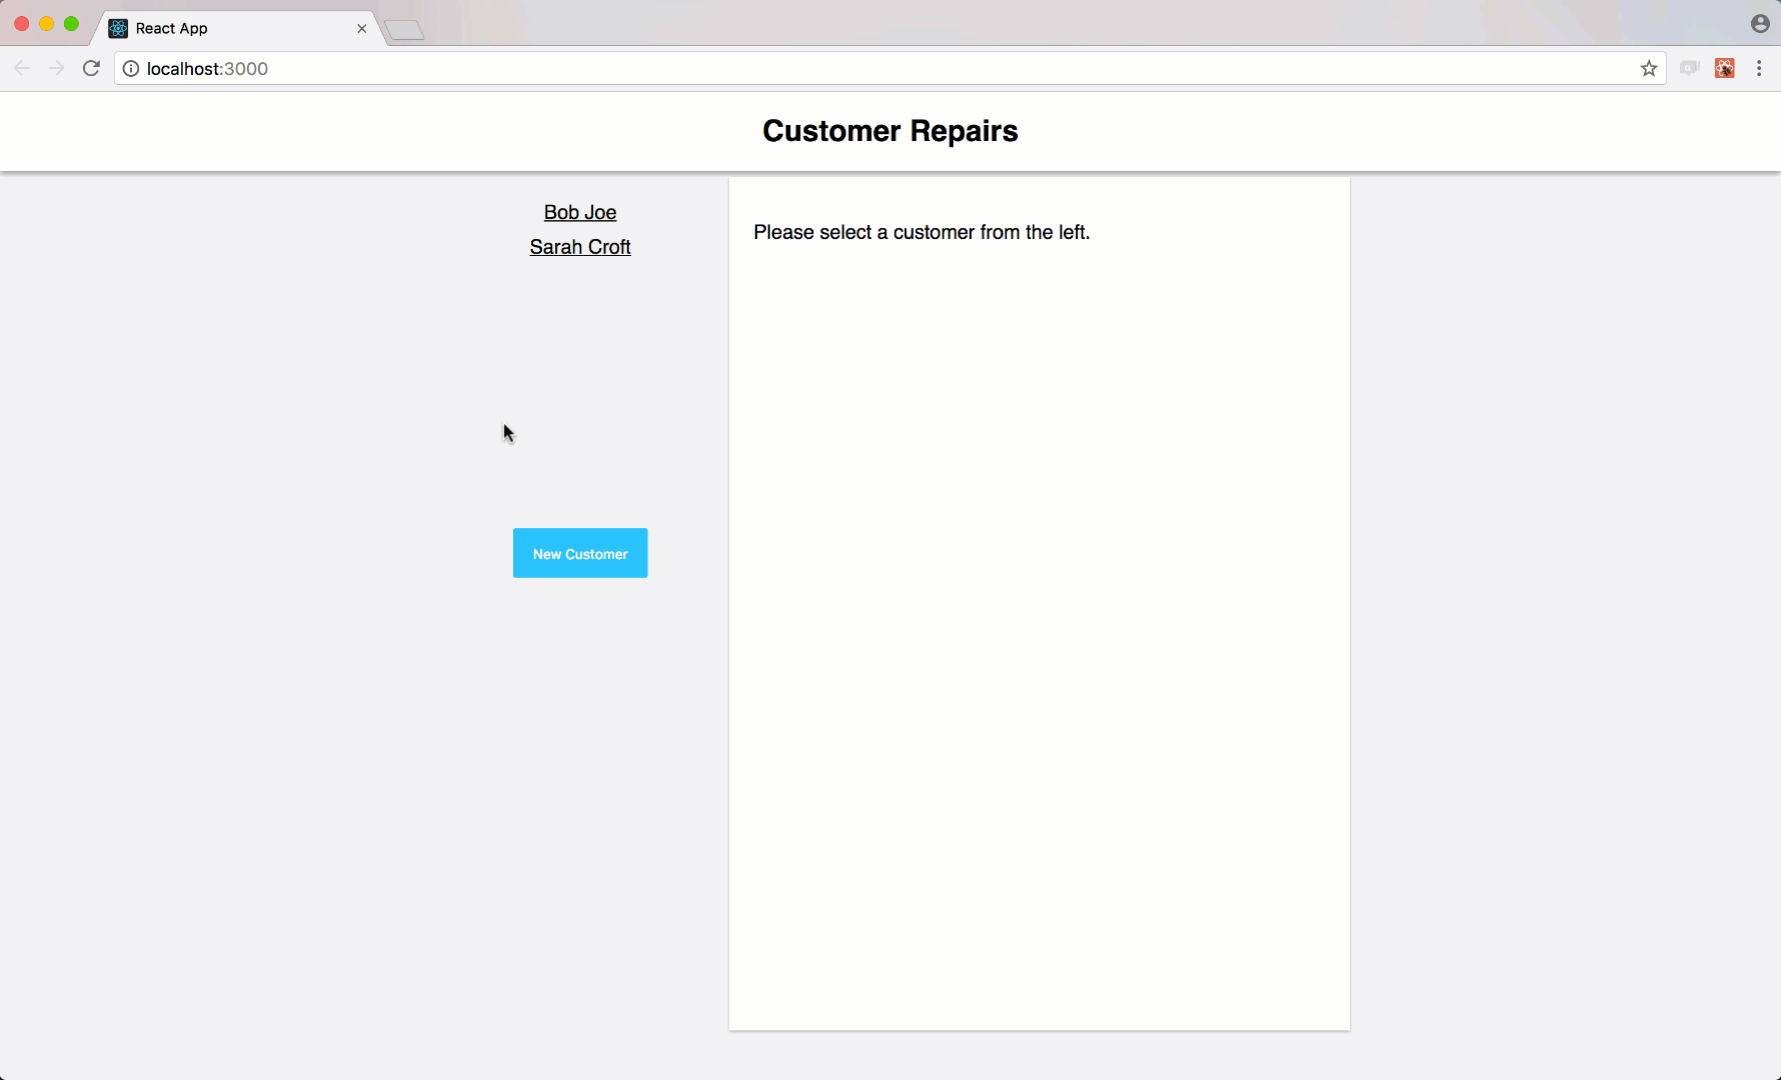 React App
localhost:3000
Customer Repairs
Bob Joe
Sarah Croft
Please select a customer from the left.
New Customer